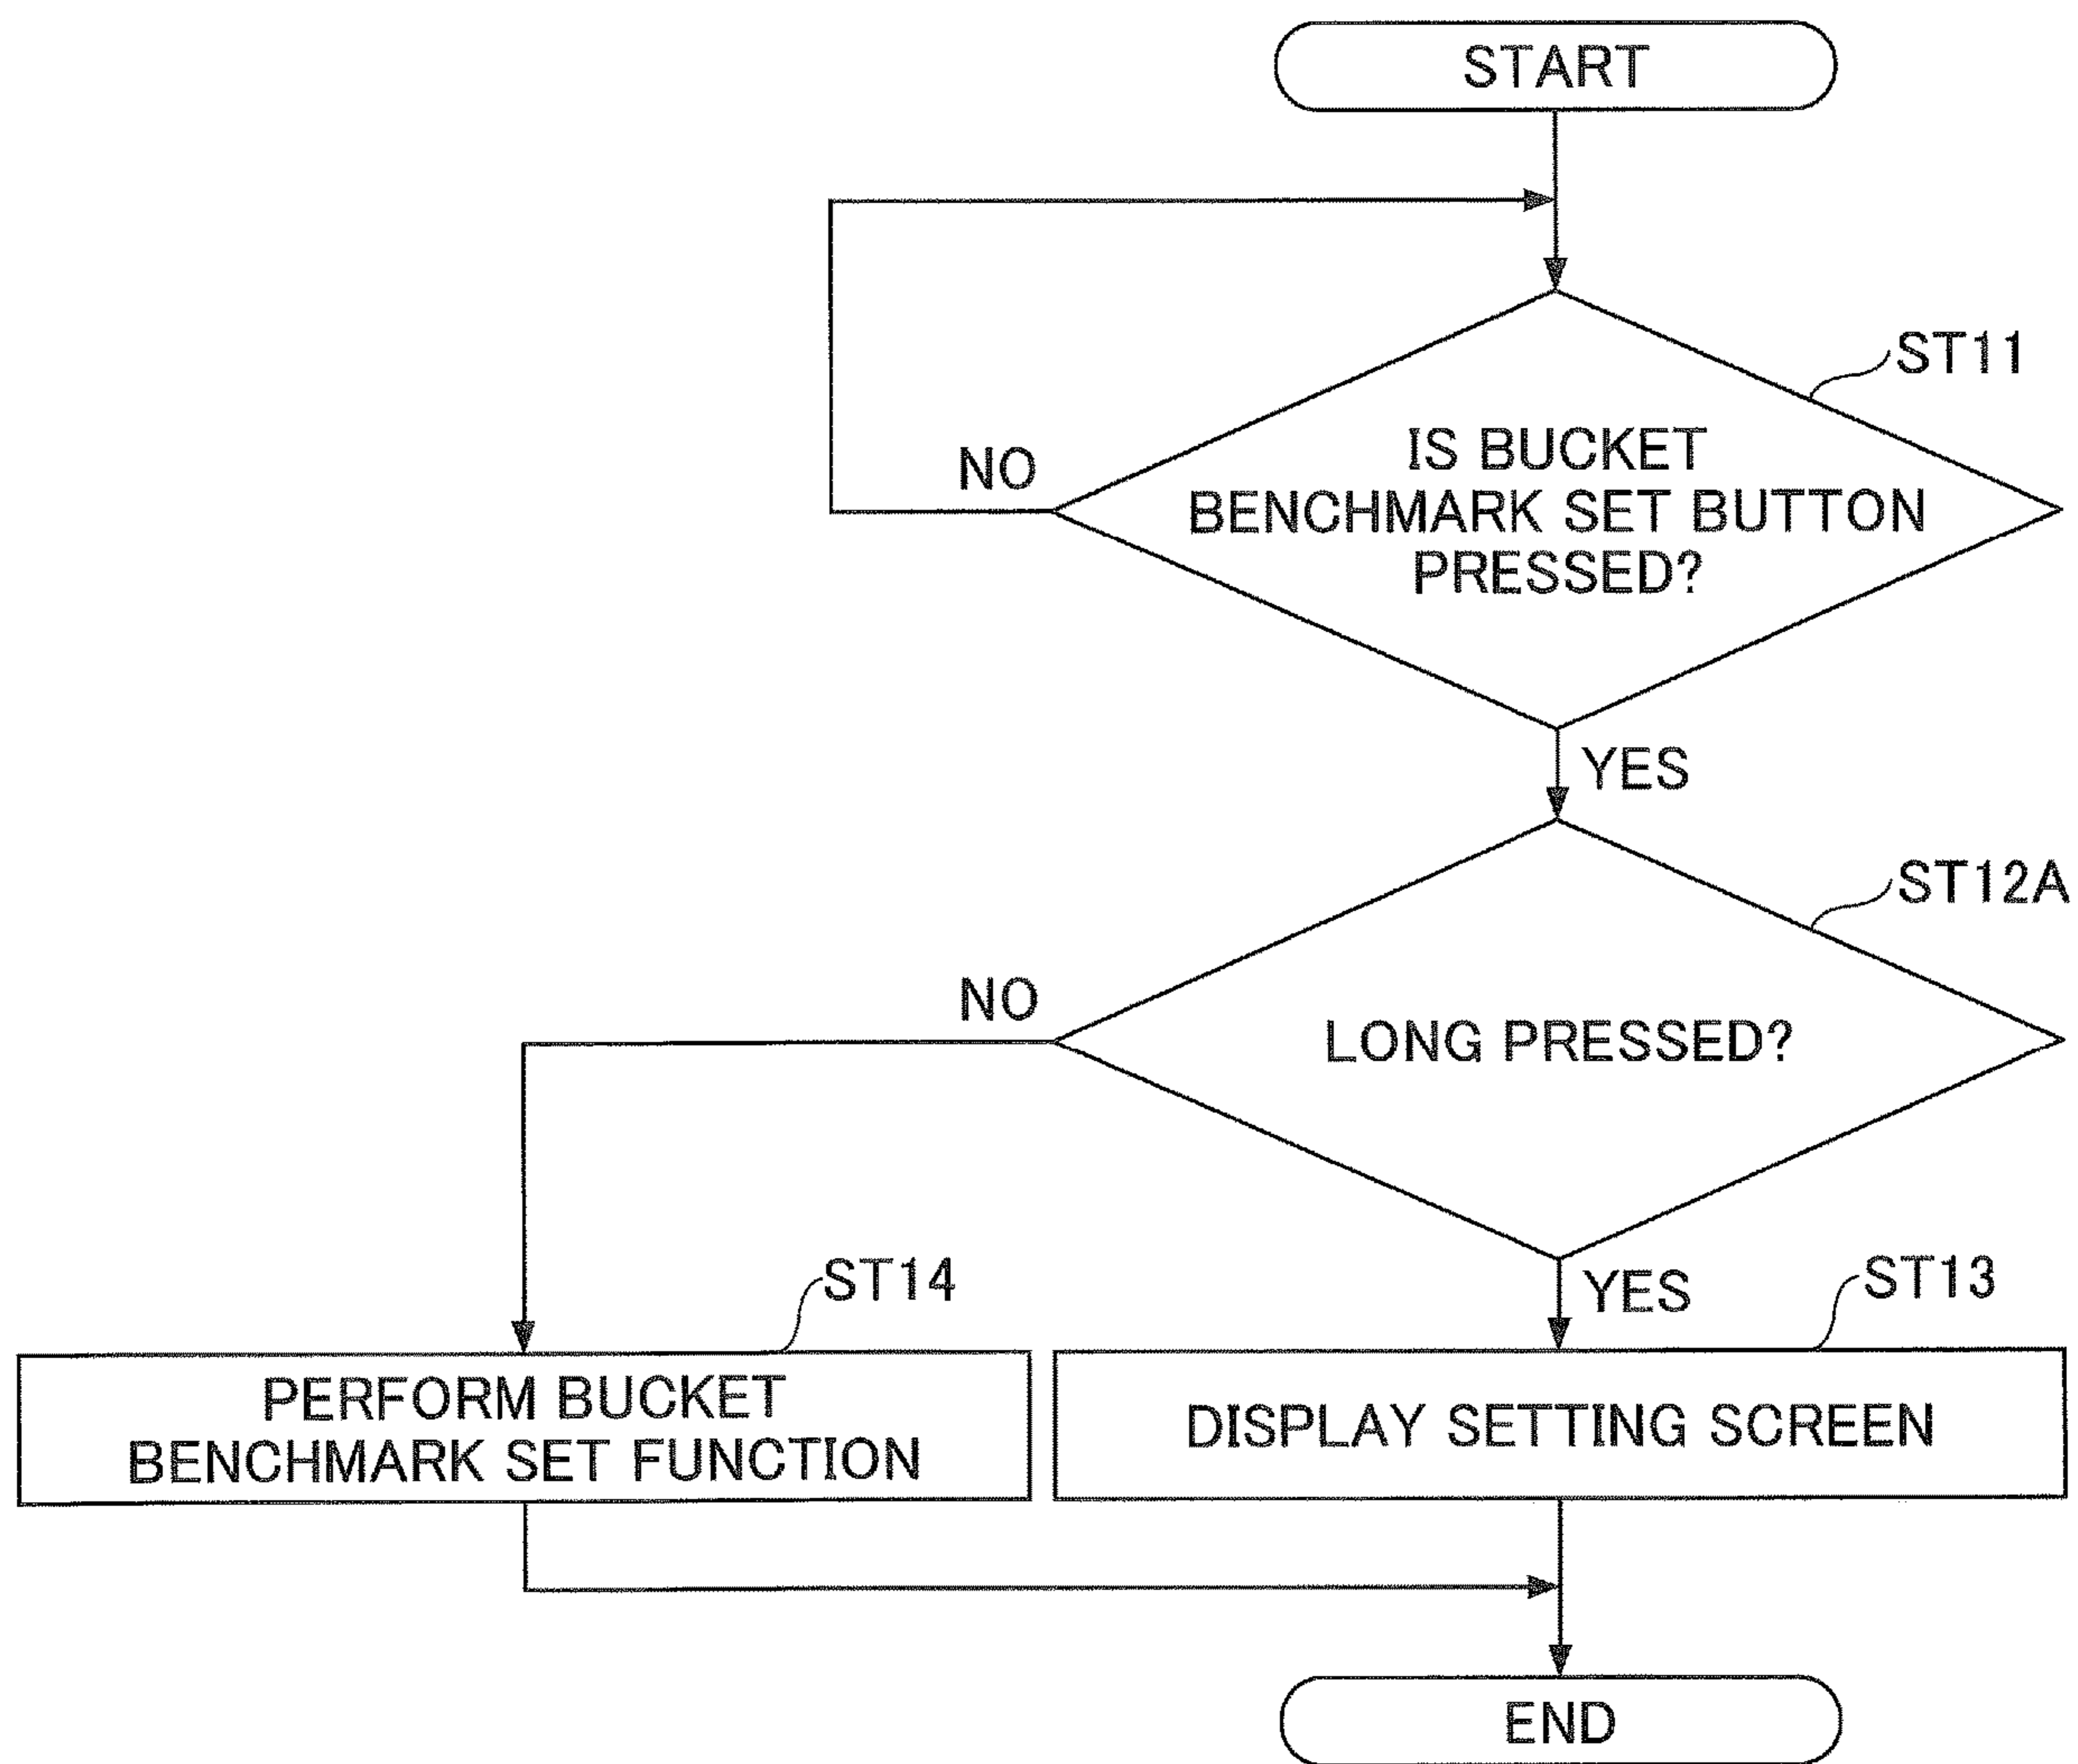 START
ST11
IS BUCKET
BENCHMARK SET BUTTON
PRESSED?
NO
YES
ST12A
LONG PRESSED?
NO
YES
ST14
ST13
PERFORM BUCKET
BENCHMARK SET FUNCTION
DISPLAY SETTING SCREEN
END